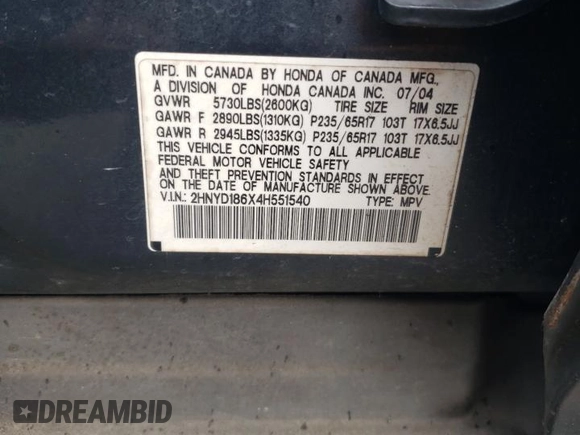 MFD. IN CANADA BY HONDA OF CANADA MFG.,
A DIVISION OF HONDA CANADA INC. 07/04
GVWR 5730LBS(2600KG) TIRE SIZE RIM SIZE
GAWR F 2890LBS(1310KG) P235/65R17 103T 17X6.5JJ
GAWR R 2945LBS(1335KG) P235/65R17 103T 17X6.5JJ
THIS VEHICLE CONFORMS TO ALL APPLICABLE
FEDERAL MOTOR VEHICLE SAFETY
AND THEFT PREVENTION STANDARDS IN EFFECT
ON THE DATE OF MANUFACTURE SHOWN ABOVE.
V.I.N.: 2HNYD186X4H551540 TYPE: MPV
DREAMBID